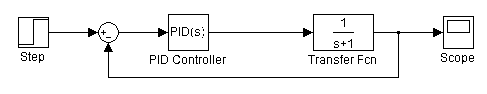 +
-
PID(s)
1
s+1
Step
PID Controller
Transfer Fcn
Scope